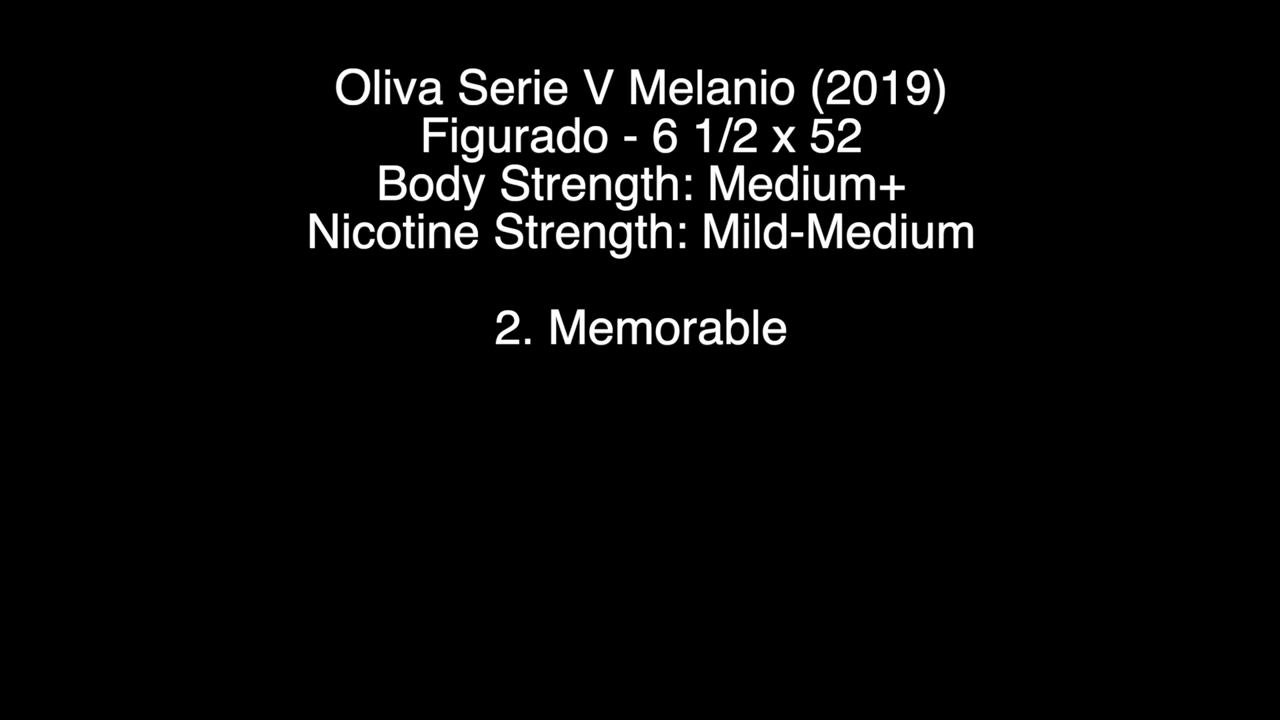 Oliva Serie V Melanio (2019)
Figurado - 6 1/2 x 52
Body Strength: Medium+
Nicotine Strength: Mild-Medium
2. Memorable